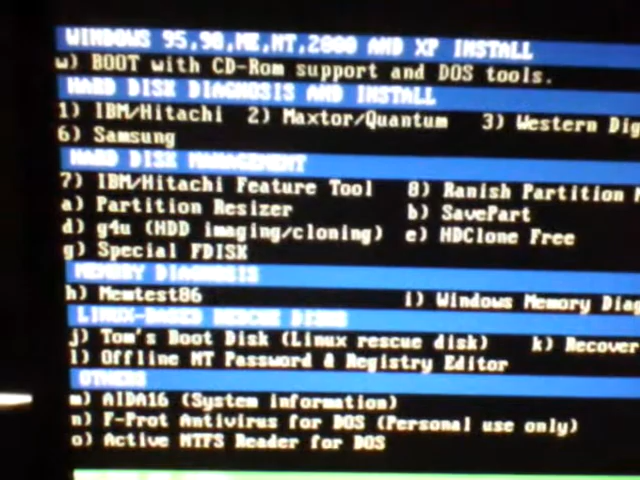 WINDOWS 95,98,ME,NT,2000 AND XP INSTALL
w) BOOT with CD-Rom support and DOS tools.
HARD DISK DIAGNOSIS AND INSTALL
1) IBM/Hitachi 2) Maxtor/Quantum 3) Western Dig
6) Samsung
HARD DISK MANAGEMENT
7) IBM/Hitachi Feature Tool 8) Ranish Partition M
a) Partition Resizer b) SavePart
d) g4u (HDD imaging/cloning) e) HDClone Free
g) Special FDISK
MEMORY DIAGNOSIS
h) Memtest86 i) Windows Memory Diag
LINUX-BASED RESCUE DISKS
j) Tom's Boot Disk (Linux rescue disk) k) Recover
l) Offline NT Password & Registry Editor
OTHERS
m) AIDA16 (System information)
n) F-Prot Antivirus for DOS (Personal use only)
o) Active NTFS Reader for DOS